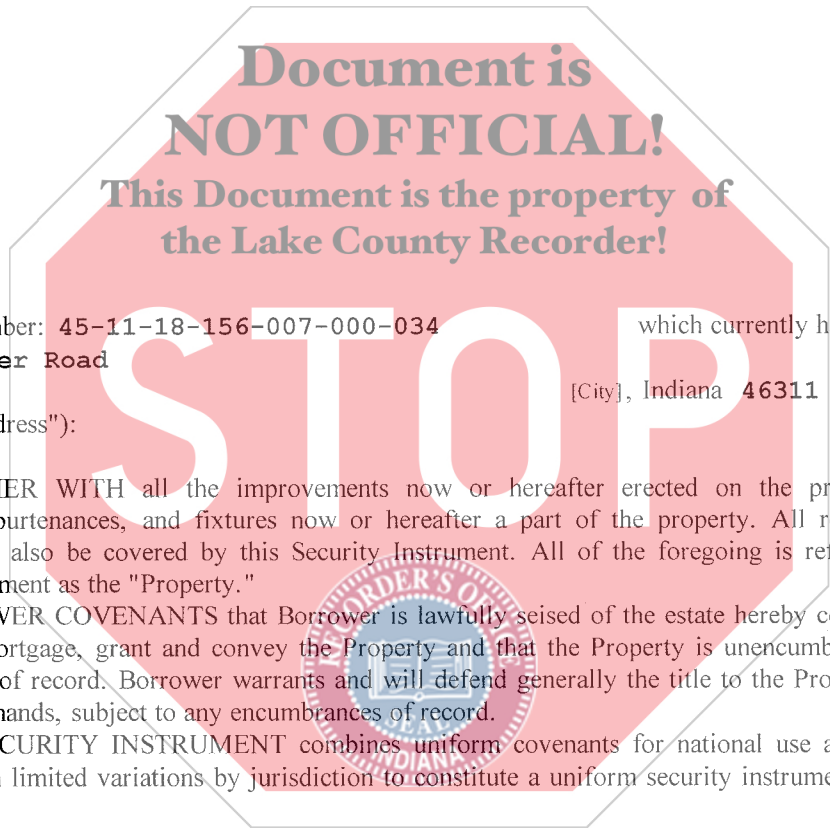 Document is
NOT OFFICIAL!
This Document is the property of
the Lake County Recorder!
STOP
nber: 45-11-18-156-007-000-034 which currently h
er Road
[City], Indiana 46311
dress"):
IER WITH all the improvements now or hereafter erected on the pr
purtenances, and fixtures now or hereafter a part of the property. All r
also be covered by this Security Instrument. All of the foregoing is ref
ment as the "Property."
WER COVENANTS that Borrower is lawfully seised of the estate hereby c
ortgage, grant and convey the Property and that the Property is unencumb
of record. Borrower warrants and will defend generally the title to the Pro
nands, subject to any encumbrances of record.
CURITY INSTRUMENT combines uniform covenants for national use a
limited variations by jurisdiction to constitute a uniform security instrume
RECORDER'S OFFICE
SEAL
INDIANA